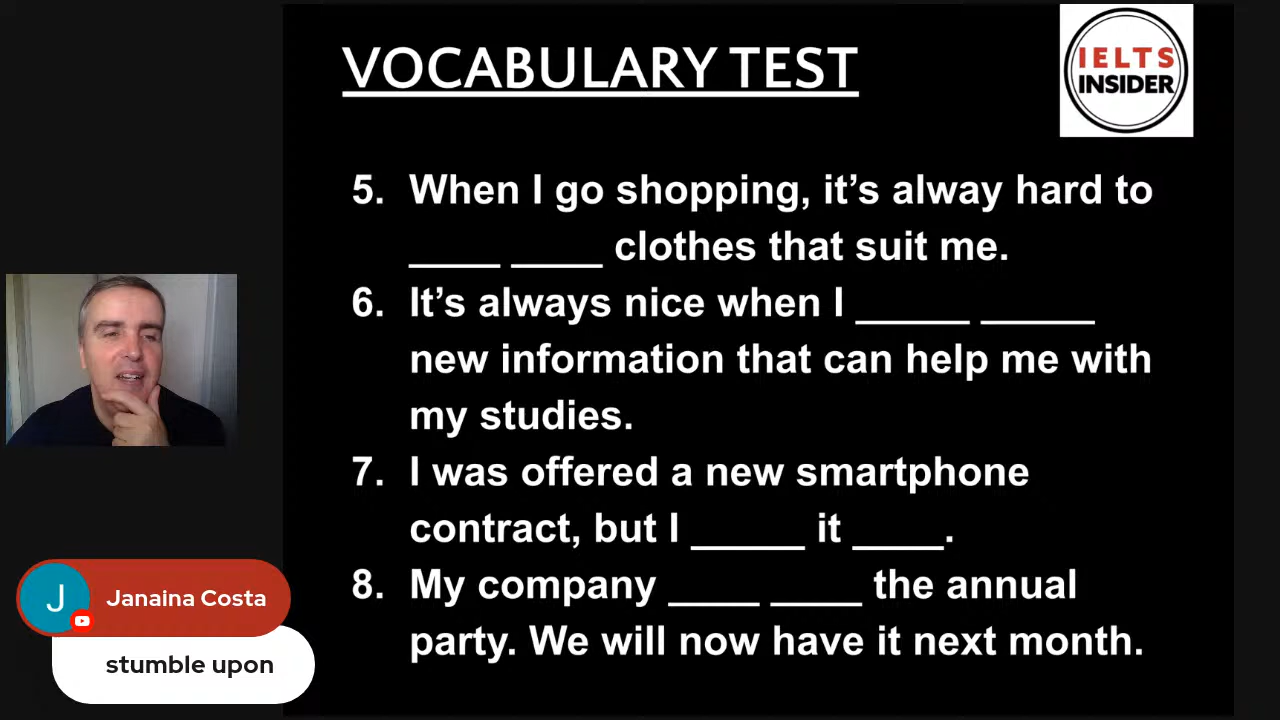 VOCABULARY TEST
IELTS
INSIDER
5. When I go shopping, it’s alway hard to
____ ____ clothes that suit me.
6. It’s always nice when I _____ _____
new information that can help me with
my studies.
7. I was offered a new smartphone
contract, but I _____ it ____.
8. My company ____ ____ the annual
party. We will now have it next month.
J
Janaina Costa
stumble upon